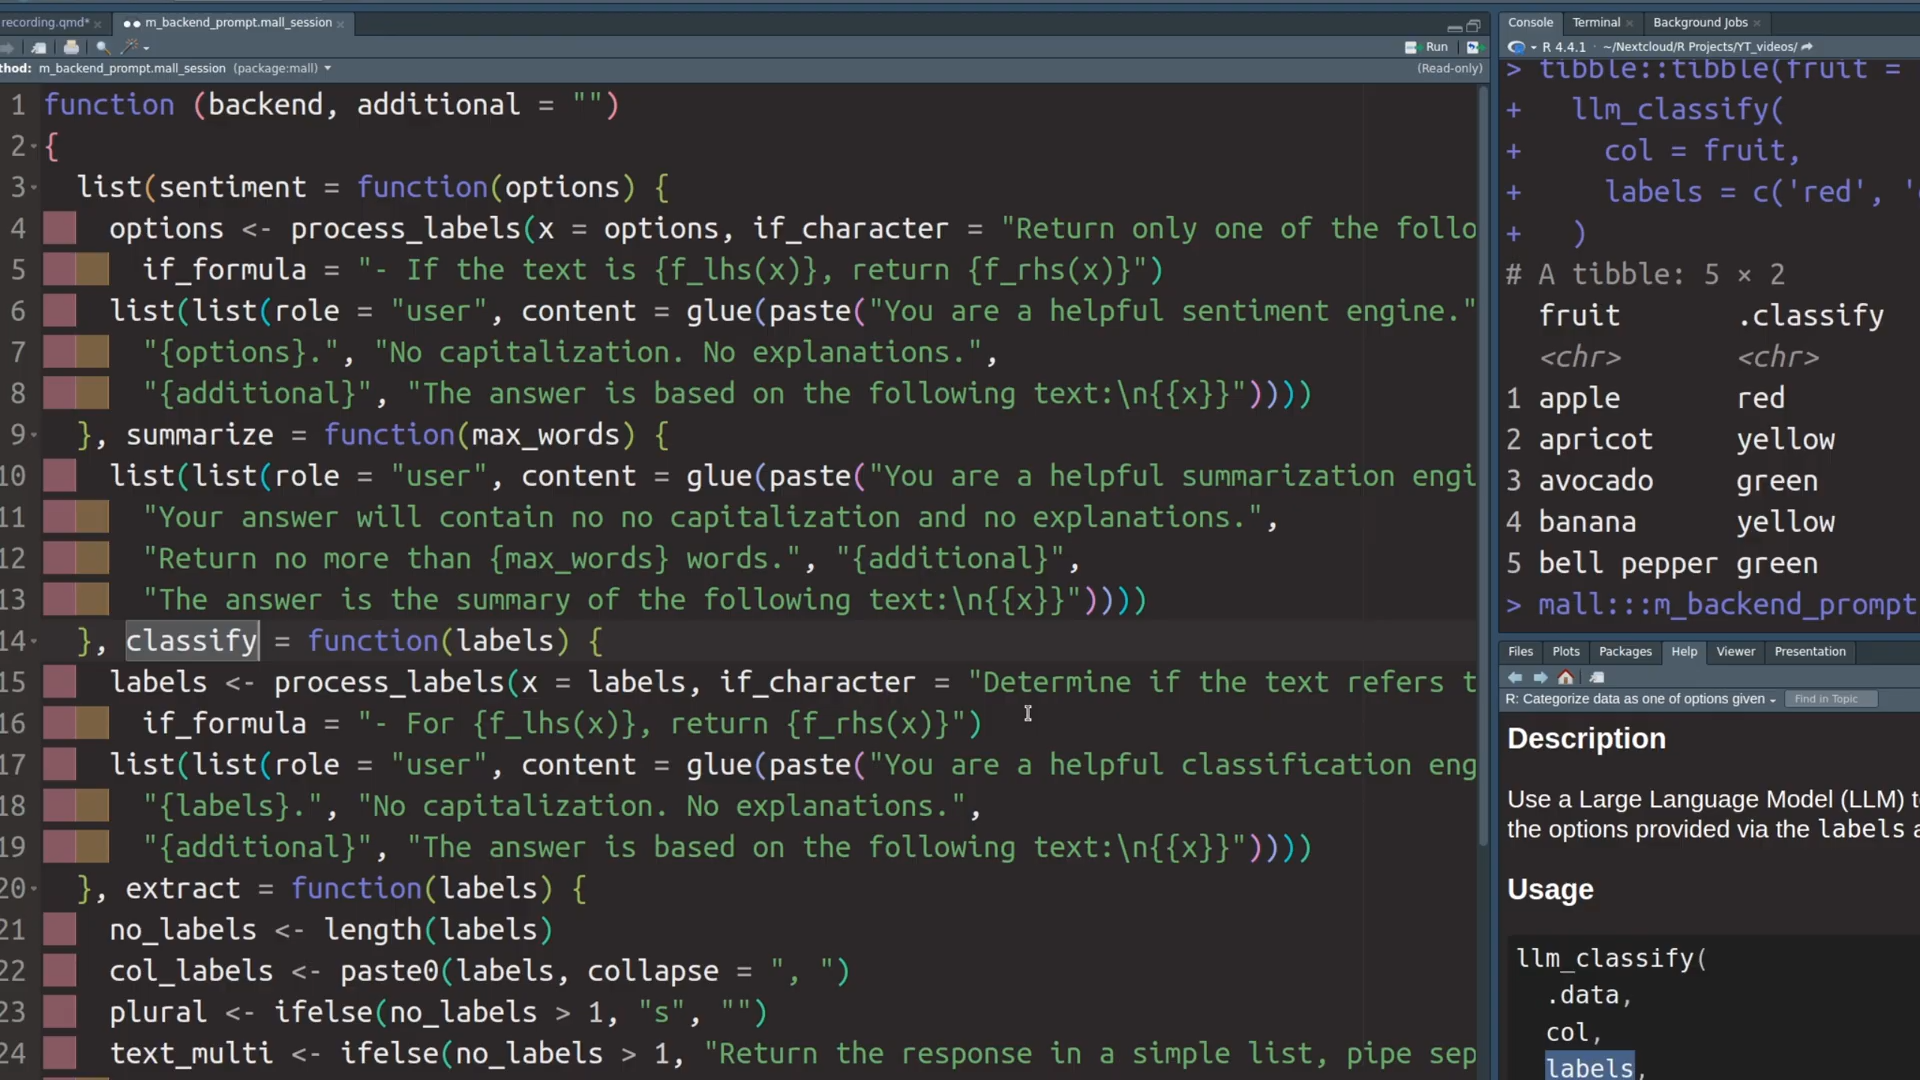 recording.qmd*
m_backend_prompt.mall_session
Run
thod: m_backend_prompt.mall_session (package:mall)
(Read-only)
1 function (backend, additional = "")
2 {
3 list(sentiment = function(options) {
4 options <- process_labels(x = options, if_character = "Return only one of the follo
5 if_formula = "- If the text is {f_lhs(x)}, return {f_rhs(x)}")
6 list(list(role = "user", content = glue(paste("You are a helpful sentiment engine."
7 "{options}.", "No capitalization. No explanations.",
8 "{additional}", "The answer is based on the following text:\n{{x}}"))))
9 }, summarize = function(max_words) {
10 list(list(role = "user", content = glue(paste("You are a helpful summarization engi
11 "Your answer will contain no no capitalization and no explanations.",
12 "Return no more than {max_words} words.", "{additional}",
13 "The answer is the summary of the following text:\n{{x}}"))))
14 }, classify = function(labels) {
15 labels <- process_labels(x = labels, if_character = "Determine if the text refers t
16 if_formula = "- For {f_lhs(x)}, return {f_rhs(x)}")
17 list(list(role = "user", content = glue(paste("You are a helpful classification eng
18 "{labels}.", "No capitalization. No explanations.",
19 "{additional}", "The answer is based on the following text:\n{{x}}"))))
20 }, extract = function(labels) {
21 no_labels <- length(labels)
22 col_labels <- paste0(labels, collapse = ", ")
23 plural <- ifelse(no_labels > 1, "s", "")
24 text_multi <- ifelse(no_labels > 1, "Return the response in a simple list, pipe sep
Console Terminal Background Jobs
R 4.4.1 · ~/Nextcloud/R Projects/YT_videos/
> tibble::tibble(fruit =
+ llm_classify(
+ col = fruit,
+ labels = c('red', '
+ )
# A tibble: 5 × 2
fruit .classify
<chr> <chr>
1 apple red
2 apricot yellow
3 avocado green
4 banana yellow
5 bell pepper green
> mall:::m_backend_prompt
Files Plots Packages Help Viewer Presentation
R: Categorize data as one of options given
Find in Topic
Description
Use a Large Language Model (LLM) t
the options provided via the labels a
Usage
llm_classify(
.data,
col,
labels,